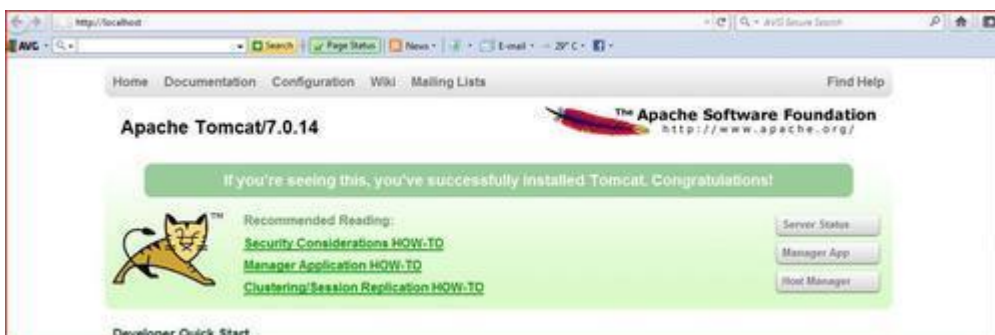 http://localhost
AVG Secure Search
AVG Search Page Status News E-mail 29°C
Home Documentation Configuration Wiki Mailing Lists Find Help
Apache Tomcat/7.0.14
The Apache Software Foundation
http://www.apache.org/
If you're seeing this, you've successfully installed Tomcat. Congratulations!
TM
Recommended Reading:
Security Considerations HOW-TO
Manager Application HOW-TO
Clustering/Session Replication HOW-TO
Server Status
Manager App
Host Manager
Developer Quick Start